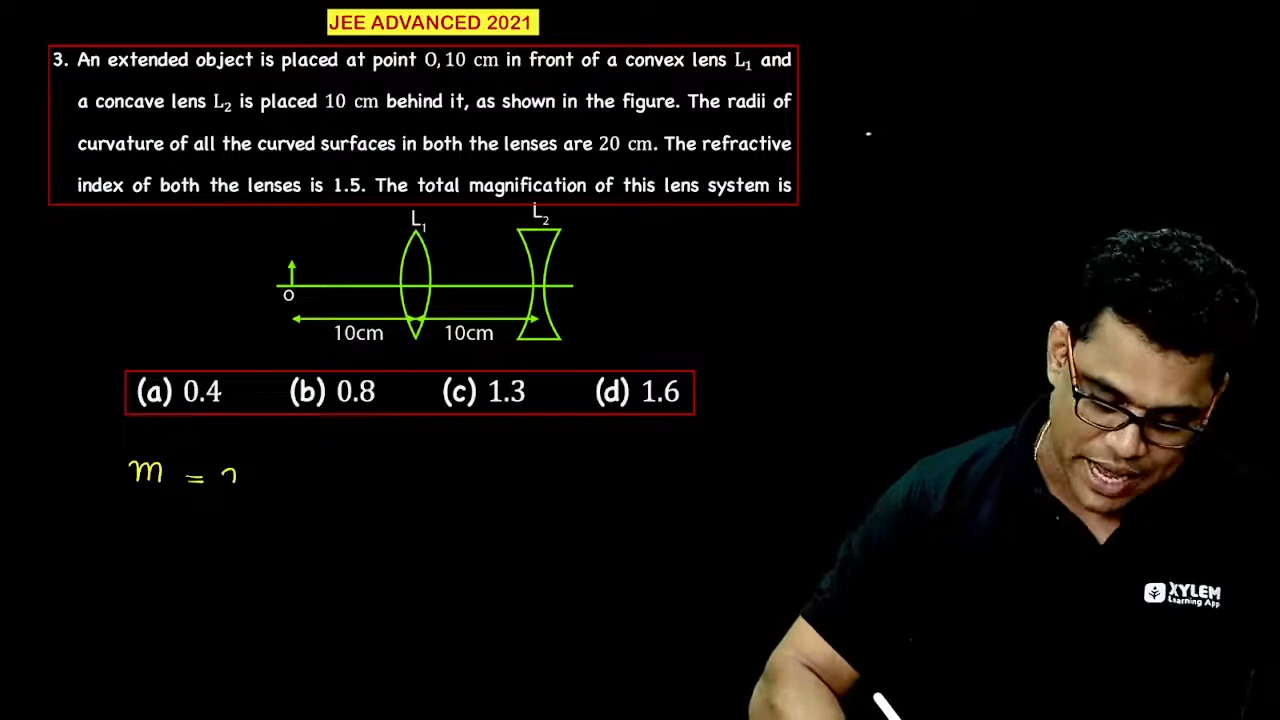 JEE ADVANCED 2021
3. An extended object is placed at point O, 10 cm in front of a convex lens L₁ and
a concave lens L₂ is placed 10 cm behind it, as shown in the figure. The radii of
curvature of all the curved surfaces in both the lenses are 20 cm. The refractive
index of both the lenses is 1.5. The total magnification of this lens system is
L₁ L₂
O
10cm 10cm
(a) 0.4 (b) 0.8 (c) 1.3 (d) 1.6
m = ?
XYLEM
Learning App